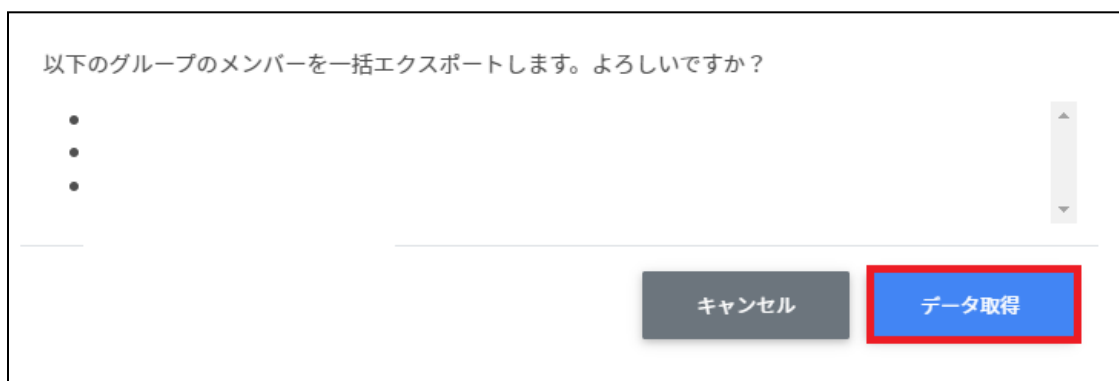 以下のグループのメンバーを一括エクスポートします。よろしいですか？
キャンセル
データ取得